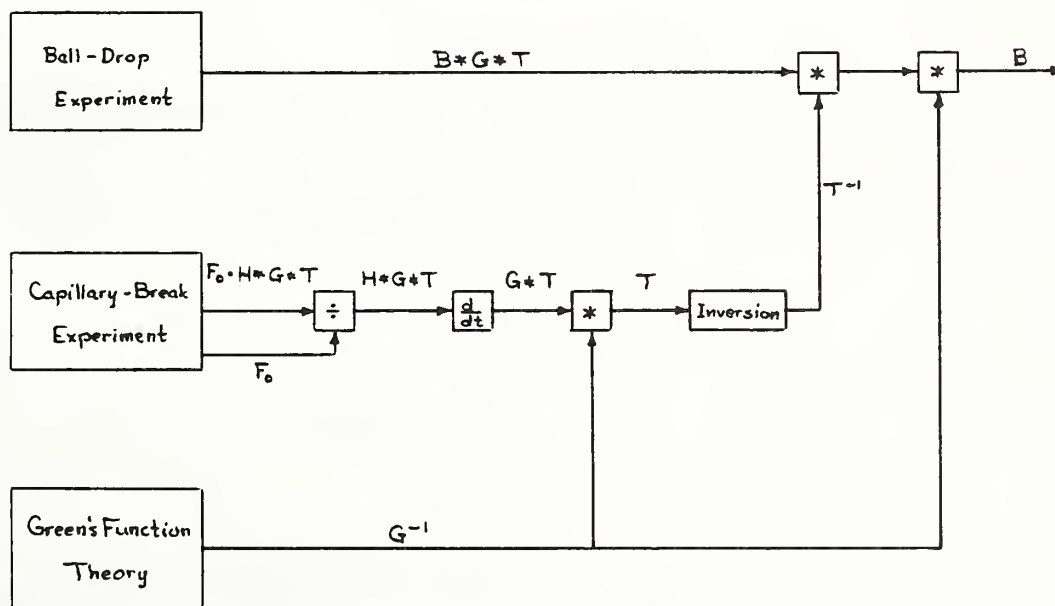 Ball-Drop
Experiment
B*G*T
*
*
B
T⁻¹
Capillary-Break
Experiment
F₀·H*G*T
F₀
÷
H*G*T
d/dt
G*T
*
T
Inversion
Green's Function
Theory
G⁻¹